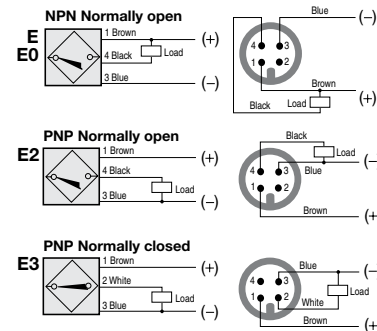 NPN Normally open
E
E0
1 Brown
(+)
4 Black
Load
3 Blue
(–)
Blue
(–)
4
3
1
2
Brown
(+)
Black
Load
PNP Normally open
E2
1 Brown
(+)
4 Black
Load
3 Blue
(–)
Black
Load
(–
4
3
Blue
1
2
Brown
(+
PNP Normally closed
E3
1 Brown
(+)
2 White
Load
3 Blue
(–)
Blue
(–
4
3
Load
1
2
White
Brown
(+